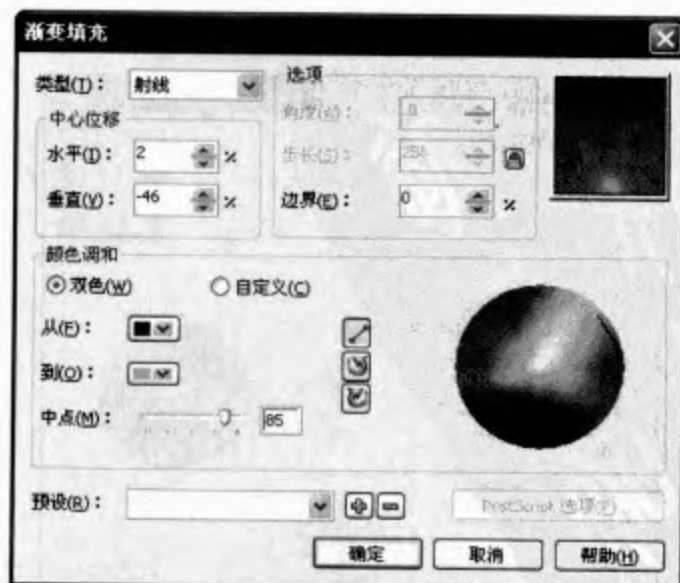 渐变填充
类型(T): 射线
选项
角度(A): .0
步长(S): 256
边界(E): 0 %
中心位移
水平(I): 2 %
垂直(V): -46 %
颜色调和
双色(W) 自定义(C)
从(F):
到(O):
中点(M): 85
预设(R):
PostScript 选项(P)
确定 取消 帮助(H)